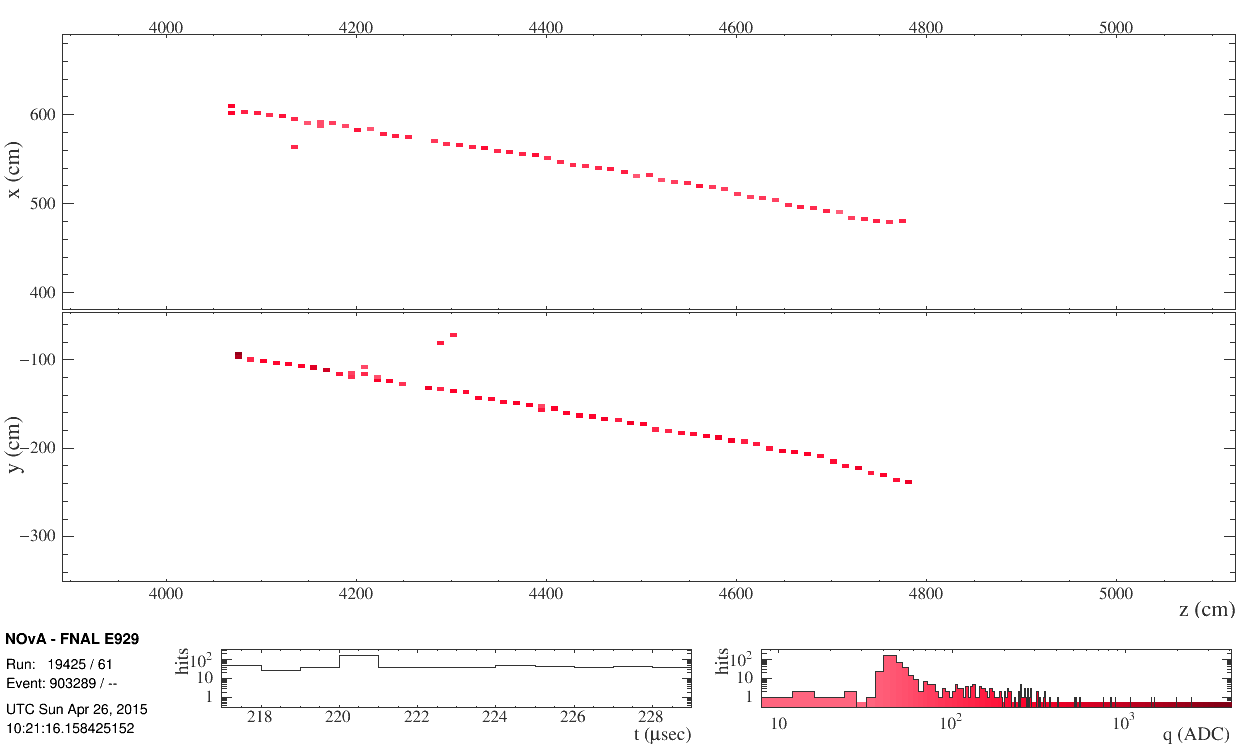 4000 4200 4400 4600 4800 5000
600
500
400
x (cm)
−100
−200
−300
y (cm)
4000 4200 4400 4600 4800 5000
z (cm)
NOvA - FNAL E929
Run: 19425 / 61
Event: 903289 / --
UTC Sun Apr 26, 2015
10:21:16.158425152
hits
10²
10
1
218 220 222 224 226 228
t (μsec)
hits
10²
10
1
10 10² 10³
q (ADC)